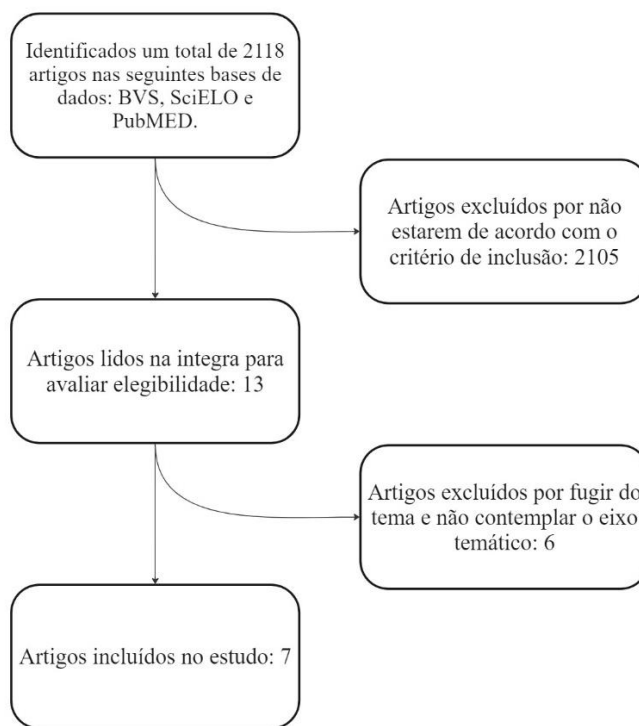 Identificados um total de 2118
artigos nas seguintes bases de
dados: BVS, SciELO e
PubMED.
Artigos excluídos por não
estarem de acordo com o
critério de inclusão: 2105
Artigos lidos na integra para
avaliar elegibilidade: 13
Artigos excluídos por fugir do
tema e não contemplar o eixo
temático: 6
Artigos incluídos no estudo: 7